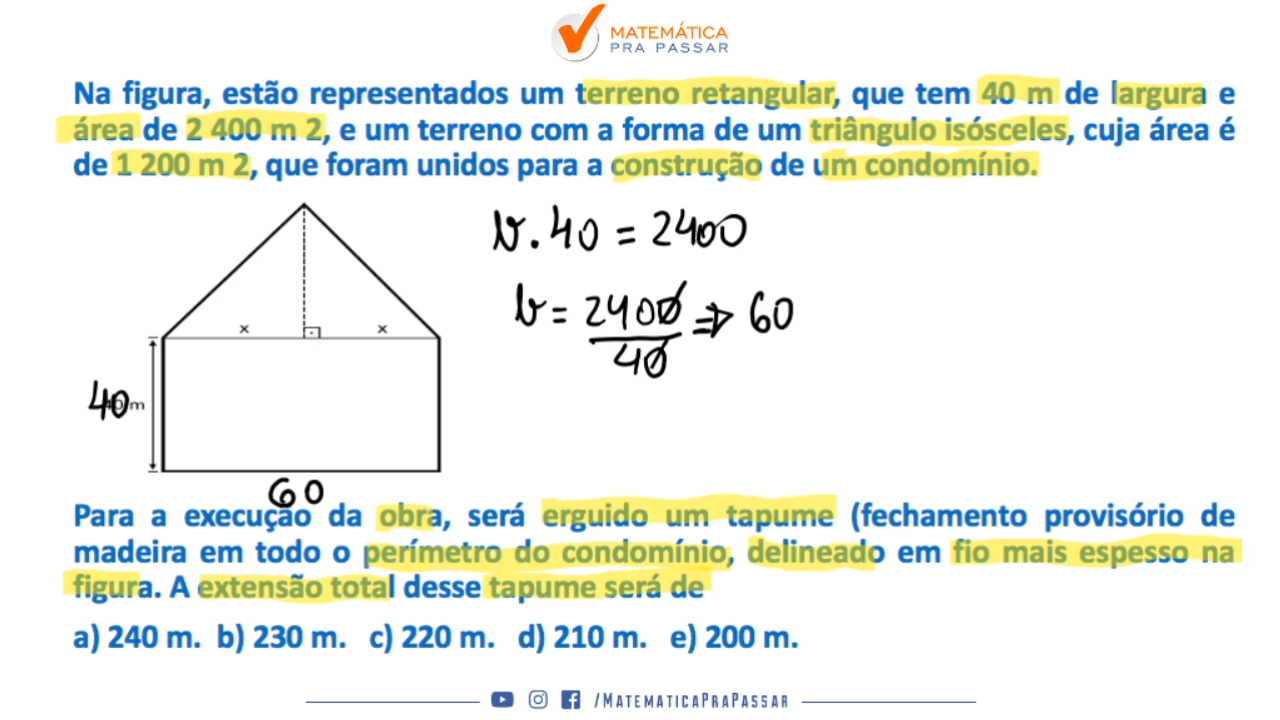 MATEMÁTICA
PRA PASSAR
Na figura, estão representados um terreno retangular, que tem 40 m de largura e
área de 2 400 m 2, e um terreno com a forma de um triângulo isósceles, cuja área é
de 1 200 m 2, que foram unidos para a construção de um condomínio.
b . 40 = 2400
b = 2400 / 40 ⇒ 60
x x
40 m
60
Para a execução da obra, será erguido um tapume (fechamento provisório de
madeira em todo o perímetro do condomínio, delineado em fio mais espesso na
figura. A extensão total desse tapume será de
a) 240 m. b) 230 m. c) 220 m. d) 210 m. e) 200 m.
/MATEMATICAPRAPASSAR